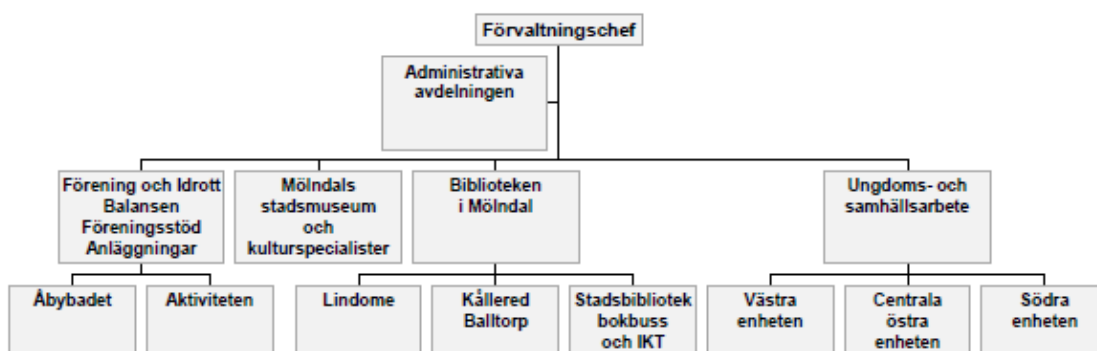 Förvaltningschef
Administrativa
avdelningen
Förening och Idrott
Balansen
Föreningsstöd
Anläggningar
Mölndals
stadsmuseum
och
kulturspecialister
Biblioteken
i Mölndal
Ungdoms- och
samhällsarbete
Åbybadet
Aktiviteten
Lindome
Kållered
Balltorp
Stadsbibliotek
bokbuss
och IKT
Västra
enheten
Centrala
östra
enheten
Södra
enheten